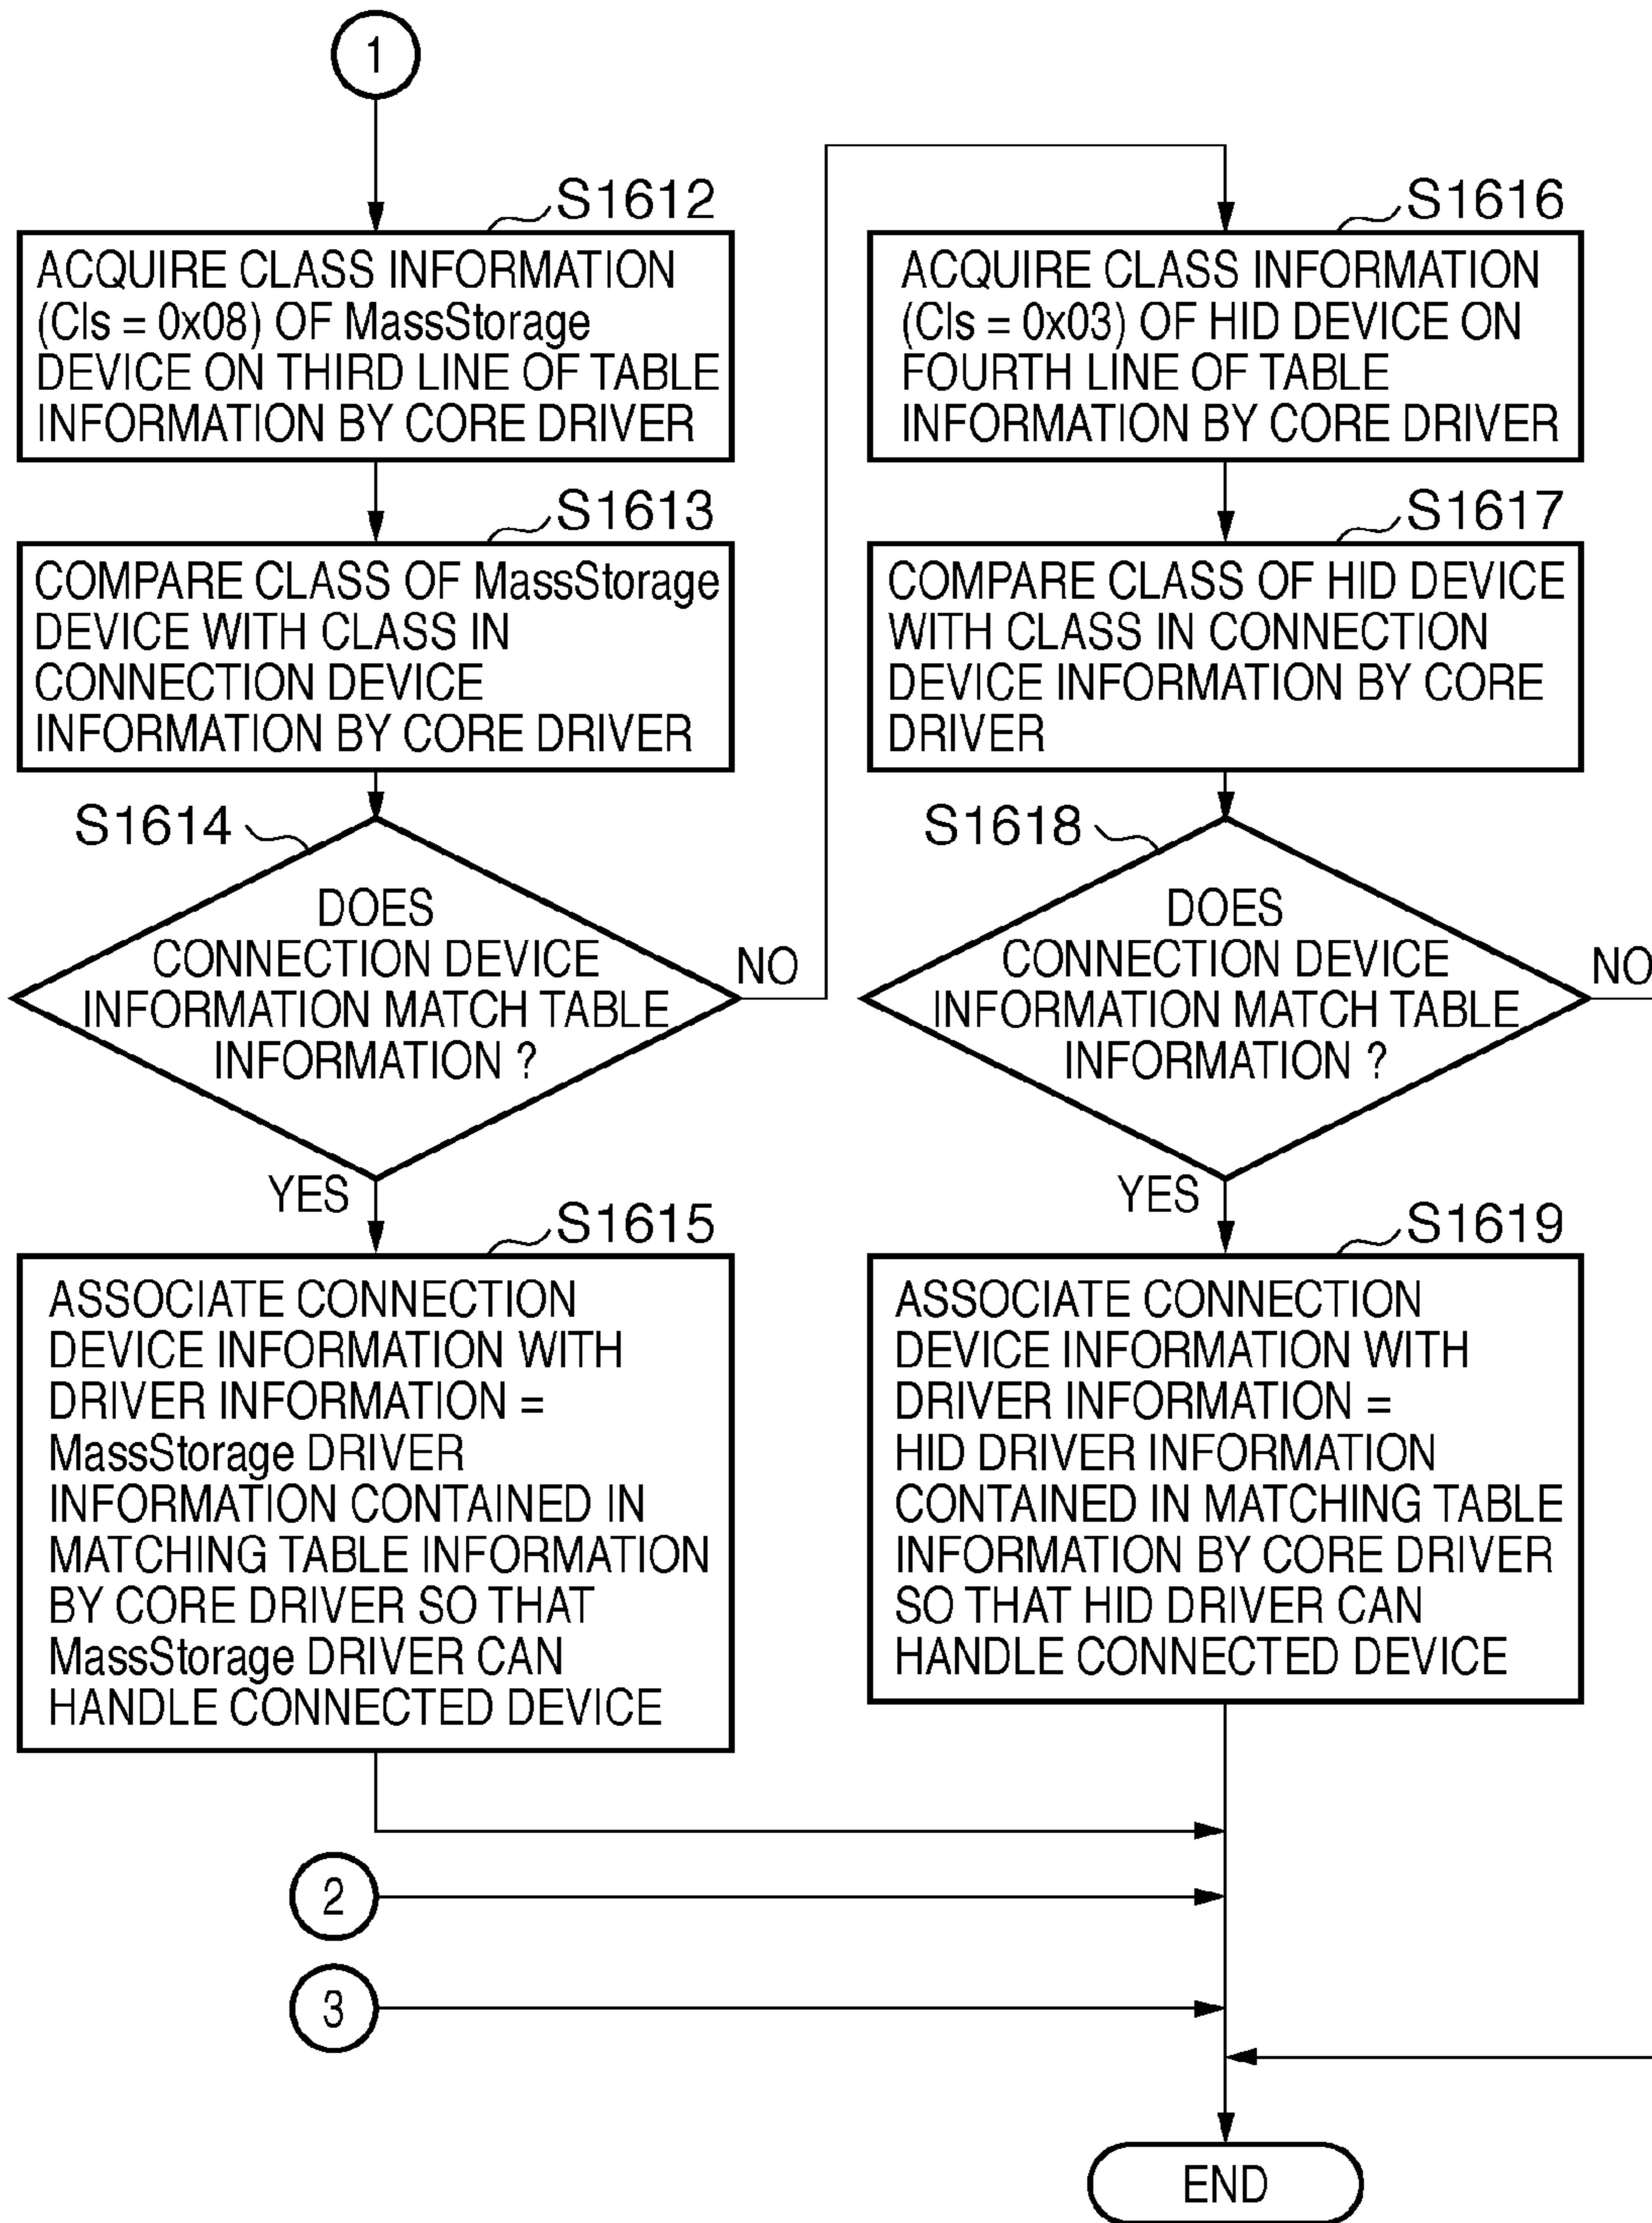 1
S1612
ACQUIRE CLASS INFORMATION
(Cls = 0x08) OF MassStorage
DEVICE ON THIRD LINE OF TABLE
INFORMATION BY CORE DRIVER
S1613
COMPARE CLASS OF MassStorage
DEVICE WITH CLASS IN
CONNECTION DEVICE
INFORMATION BY CORE DRIVER
S1614
DOES
CONNECTION DEVICE
INFORMATION MATCH TABLE
INFORMATION ?
NO
YES
S1615
ASSOCIATE CONNECTION
DEVICE INFORMATION WITH
DRIVER INFORMATION =
MassStorage DRIVER
INFORMATION CONTAINED IN
MATCHING TABLE INFORMATION
BY CORE DRIVER SO THAT
MassStorage DRIVER CAN
HANDLE CONNECTED DEVICE
S1616
ACQUIRE CLASS INFORMATION
(Cls = 0x03) OF HID DEVICE ON
FOURTH LINE OF TABLE
INFORMATION BY CORE DRIVER
S1617
COMPARE CLASS OF HID DEVICE
WITH CLASS IN CONNECTION
DEVICE INFORMATION BY CORE
DRIVER
S1618
DOES
CONNECTION DEVICE
INFORMATION MATCH TABLE
INFORMATION ?
NO
YES
S1619
ASSOCIATE CONNECTION
DEVICE INFORMATION WITH
DRIVER INFORMATION =
HID DRIVER INFORMATION
CONTAINED IN MATCHING TABLE
INFORMATION BY CORE DRIVER
SO THAT HID DRIVER CAN
HANDLE CONNECTED DEVICE
2
3
END